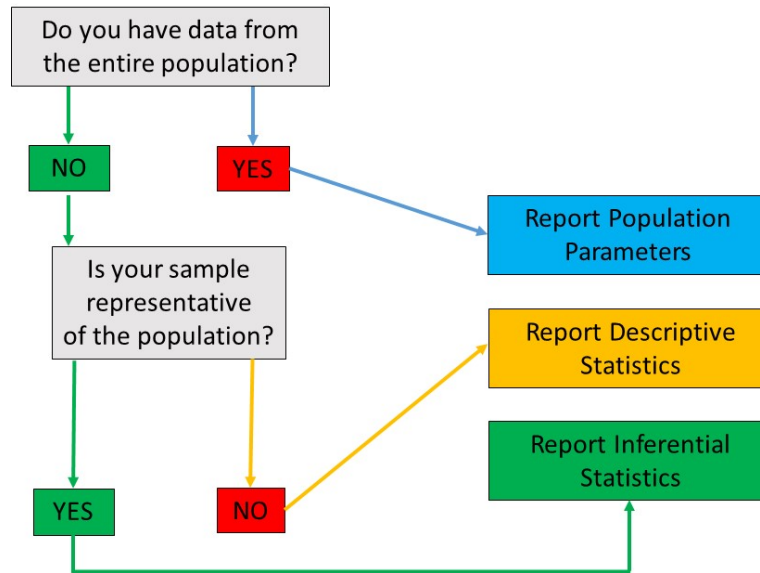 Do you have data from
the entire population?
NO
YES
Report Population
Parameters
Is your sample
representative
of the population?
Report Descriptive
Statistics
Report Inferential
Statistics
YES
NO